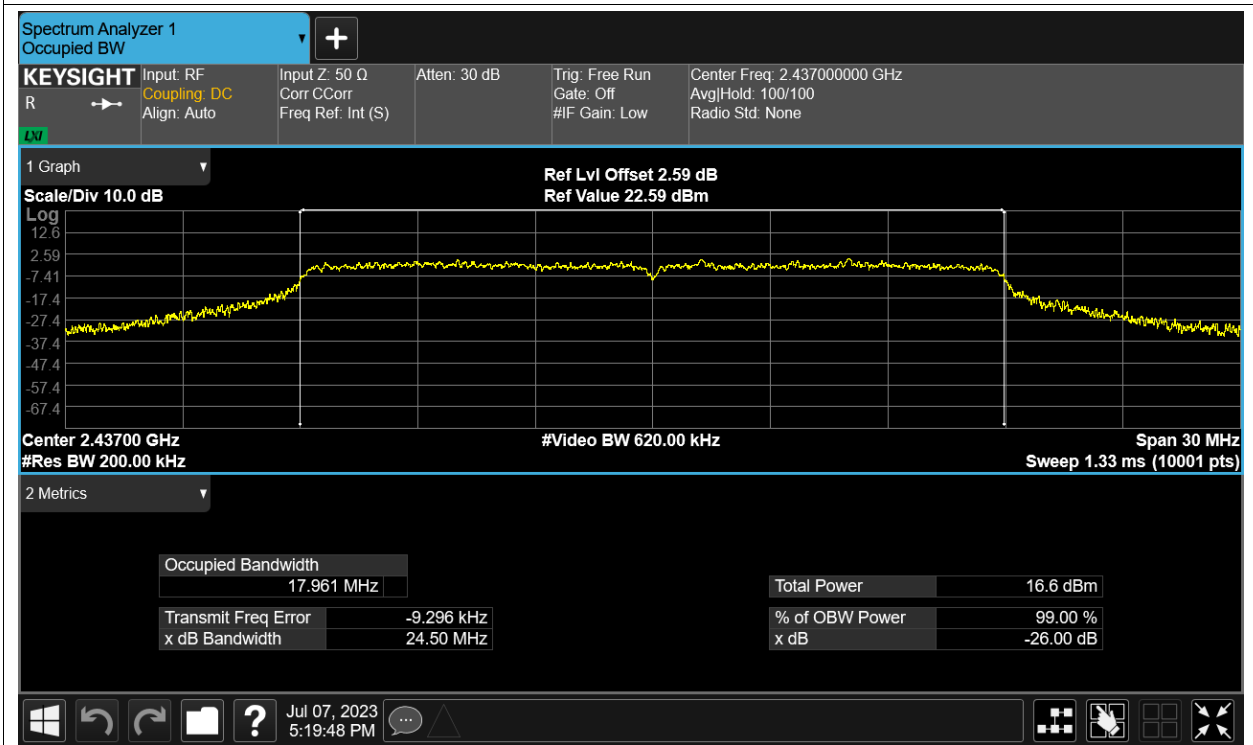 Spectrum Analyzer 1
Occupied BW
KEYSIGHT
R
LXI
Input: RF
Coupling: DC
Align: Auto
Input Z: 50 Ω
Corr CCorr
Freq Ref: Int (S)
Atten: 30 dB
Trig: Free Run
Gate: Off
#IF Gain: Low
Center Freq: 2.437000000 GHz
Avg|Hold: 100/100
Radio Std: None
1 Graph
Scale/Div 10.0 dB
Ref Lvl Offset 2.59 dB
Ref Value 22.59 dBm
Log
12.6
2.59
-7.41
-17.4
-27.4
-37.4
-47.4
-57.4
-67.4
Center 2.43700 GHz
#Video BW 620.00 kHz
Span 30 MHz
#Res BW 200.00 kHz
Sweep 1.33 ms (10001 pts)
2 Metrics
Occupied Bandwidth
17.961 MHz
Total Power 16.6 dBm
Transmit Freq Error -9.296 kHz
% of OBW Power 99.00 %
x dB Bandwidth 24.50 MHz
x dB -26.00 dB
?
Jul 07, 2023
5:19:48 PM